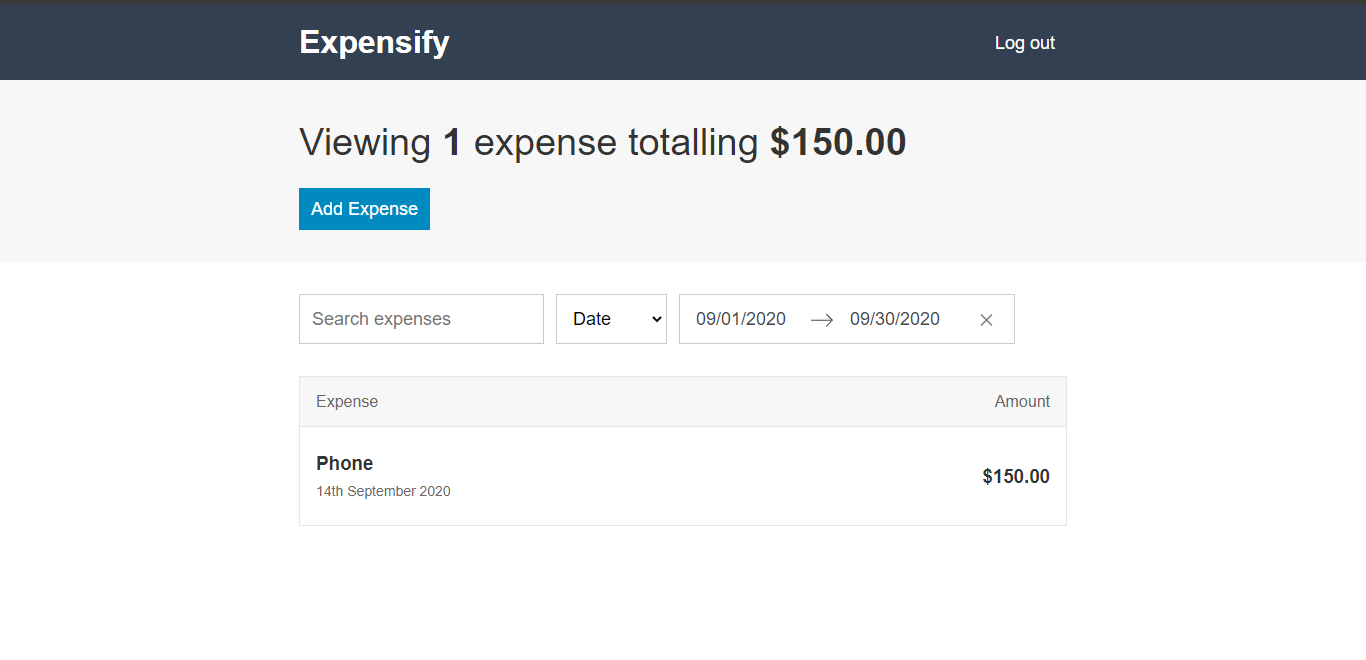 Expensify Log out
Viewing 1 expense totalling $150.00
Add Expense
Search expenses Date 09/01/2020 09/30/2020
Expense Amount
Phone
14th September 2020
$150.00